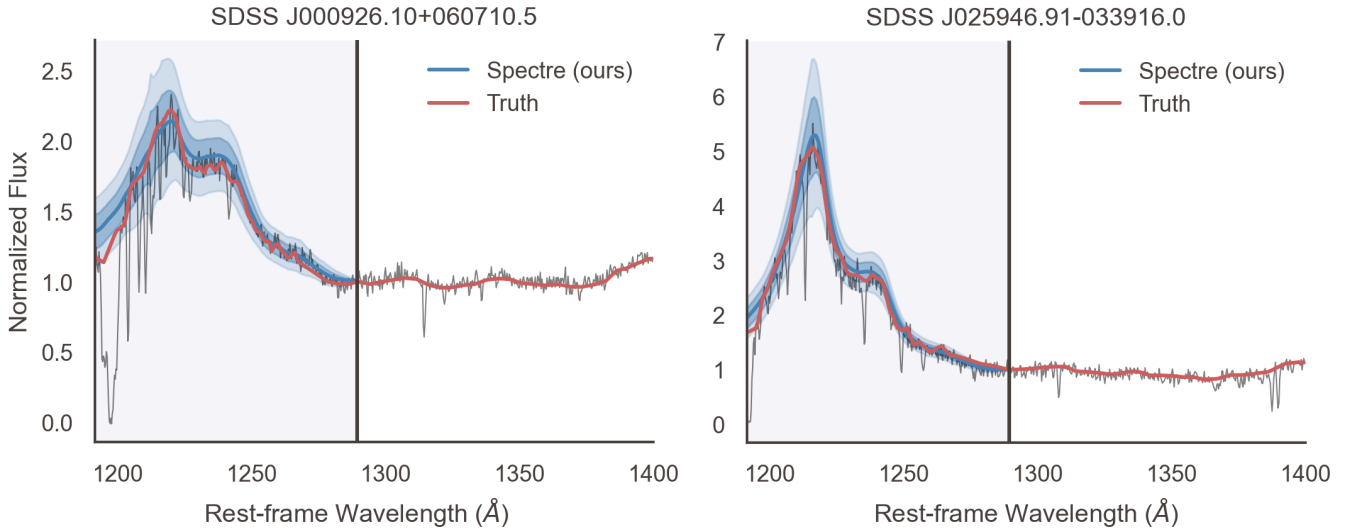 SDSS J000926.10+060710.5
2.5
2.0
1.5
1.0
0.5
0.0
Normalized Flux
Spectre (ours)
Truth
1200
1250
1300
1350
1400
Rest-frame Wavelength (Å)
SDSS J025946.91-033916.0
7
6
5
4
3
2
1
0
Spectre (ours)
Truth
1200
1250
1300
1350
1400
Rest-frame Wavelength (Å)